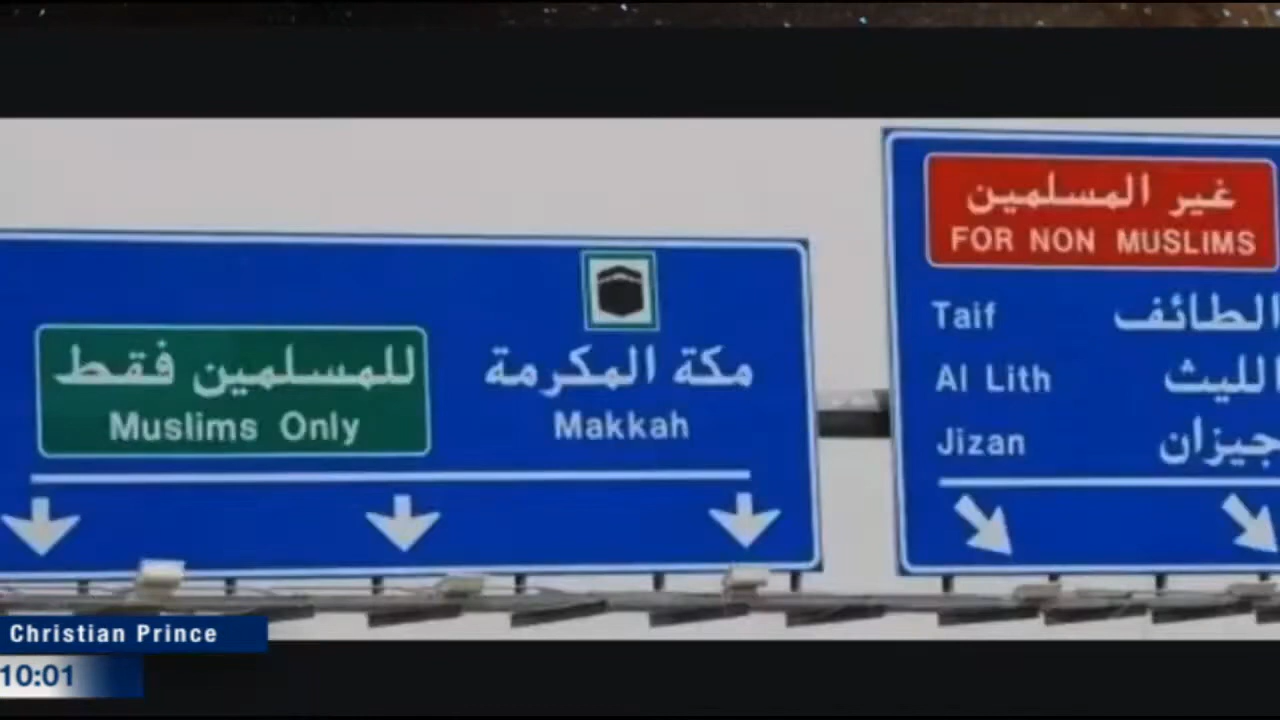 للمسلمين فقط
Muslims Only
مكة المكرمة
Makkah
غير المسلمين
FOR NON MUSLIMS
Taif الطائف
Al Lith الليث
Jizan جيزان
Christian Prince
10:01